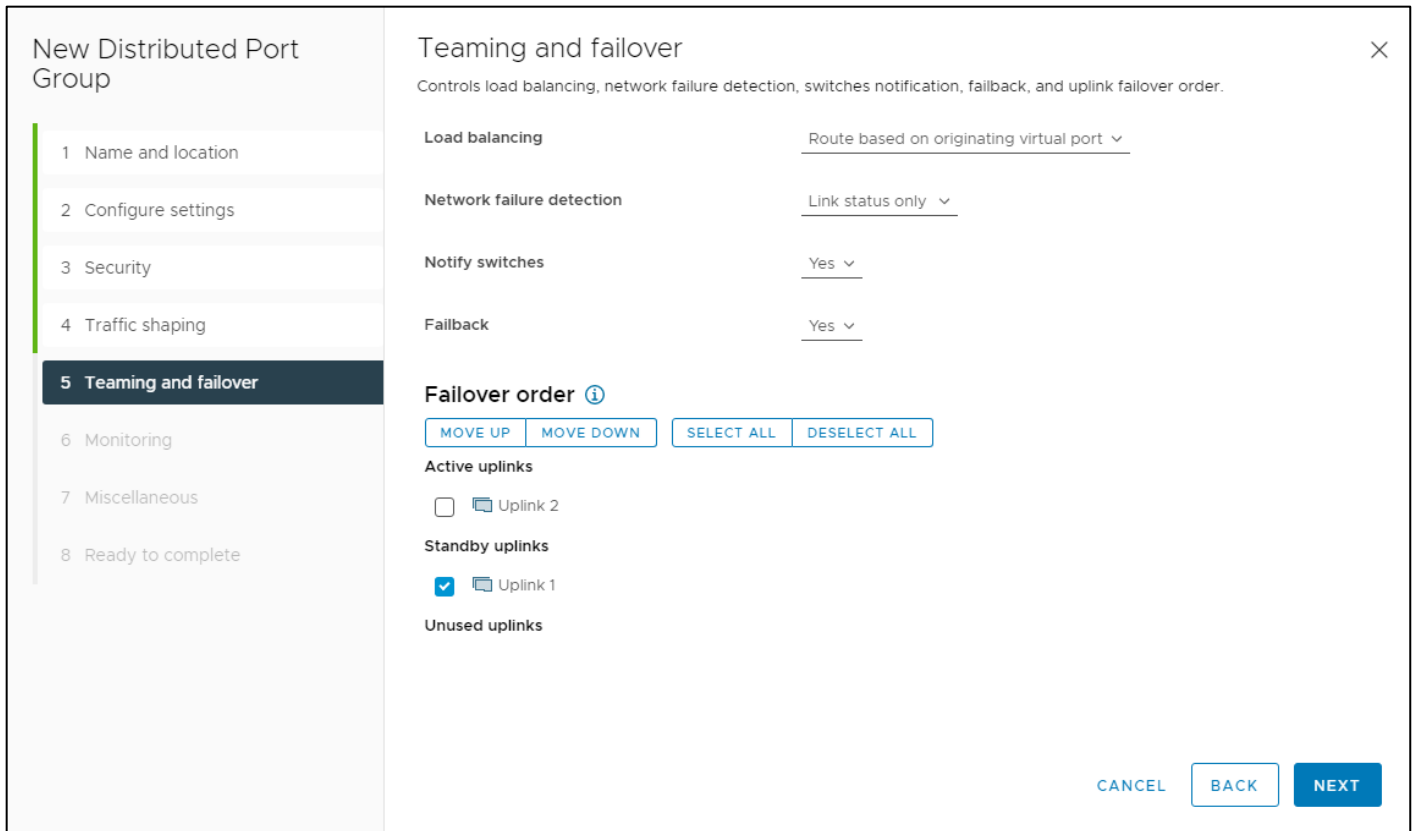 New Distributed Port
Group
1 Name and location
2 Configure settings
3 Security
4 Traffic shaping
5 Teaming and failover
6 Monitoring
7 Miscellaneous
8 Ready to complete
Teaming and failover
Controls load balancing, network failure detection, switches notification, failback, and uplink failover order.
Load balancing Route based on originating virtual port
Network failure detection Link status only
Notify switches Yes
Failback Yes
Failover order
MOVE UP MOVE DOWN SELECT ALL DESELECT ALL
Active uplinks
Uplink 2
Standby uplinks
Uplink 1
Unused uplinks
CANCEL BACK NEXT